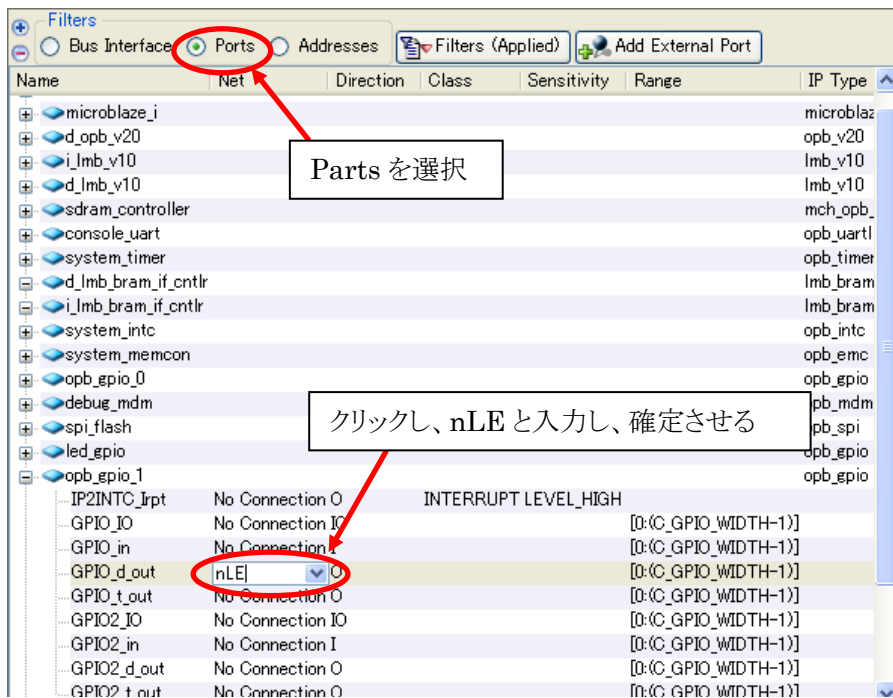 Filters
Bus Interface Ports Addresses Filters (Applied) Add External Port
Name Net Direction Class Sensitivity Range IP Type
microblaze_i microblaz
d_opb_v20 opb_v20
i_lmb_v10 lmb_v10
d_lmb_v10 lmb_v10
Parts を選択
sdram_controller mch_opb_
console_uart opb_uartl
system_timer opb_timer
d_lmb_bram_if_cntlr lmb_bram
i_lmb_bram_if_cntlr lmb_bram
system_intc opb_intc
system_memcon opb_emc
opb_gpio_0 opb_gpio
debug_mdm opb_mdm
クリックし、nLE と入力し、確定させる
spi_flash opb_spi
led_gpio opb_gpio
opb_gpio_1 opb_gpio
IP2INTC_Irpt No Connection O INTERRUPT LEVEL_HIGH
GPIO_IO No Connection IO [0:(C_GPIO_WIDTH-1)]
GPIO_in No Connection I [0:(C_GPIO_WIDTH-1)]
GPIO_d_out nLE O [0:(C_GPIO_WIDTH-1)]
GPIO_t_out No Connection O [0:(C_GPIO_WIDTH-1)]
GPIO2_IO No Connection IO [0:(C_GPIO_WIDTH-1)]
GPIO2_in No Connection I [0:(C_GPIO_WIDTH-1)]
GPIO2_d_out No Connection O [0:(C_GPIO_WIDTH-1)]
GPIO2_t_out No Connection O [0:(C_GPIO_WIDTH-1)]